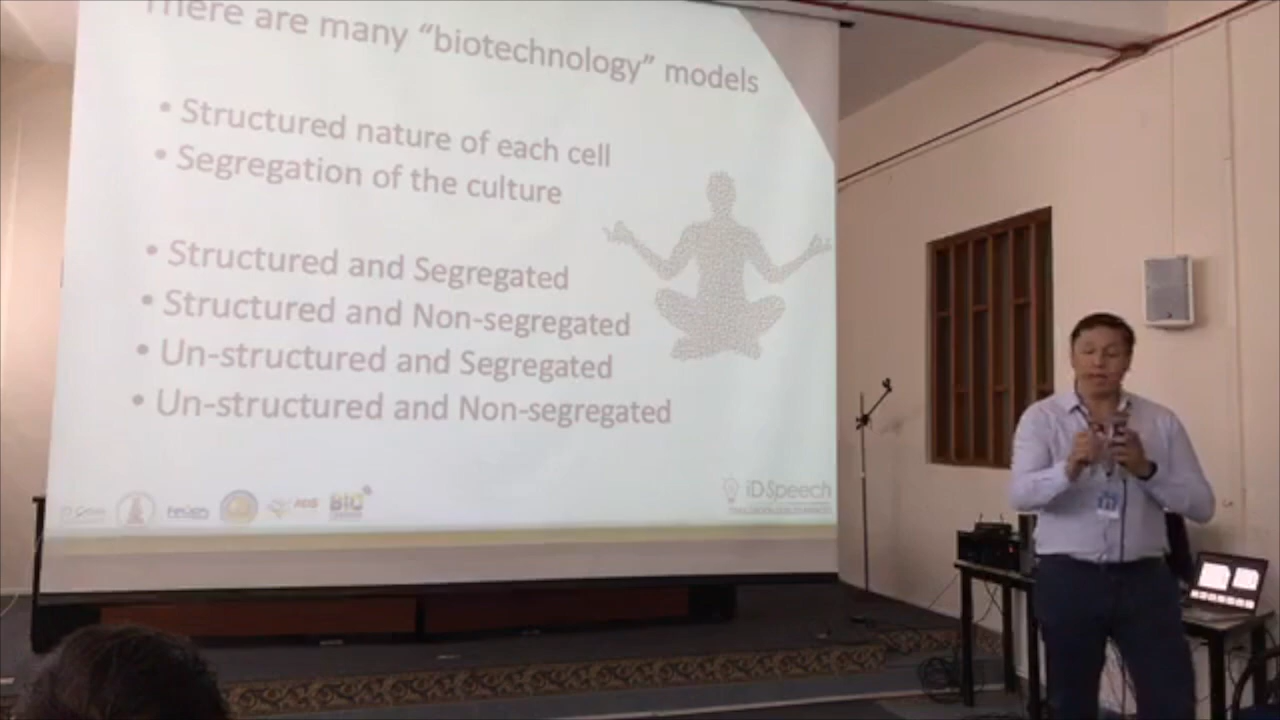 There are many “biotechnology” models
• Structured nature of each cell
• Segregation of the culture
• Structured and Segregated
• Structured and Non-segregated
• Un-structured and Segregated
• Un-structured and Non-segregated
BIO
iDSpeech